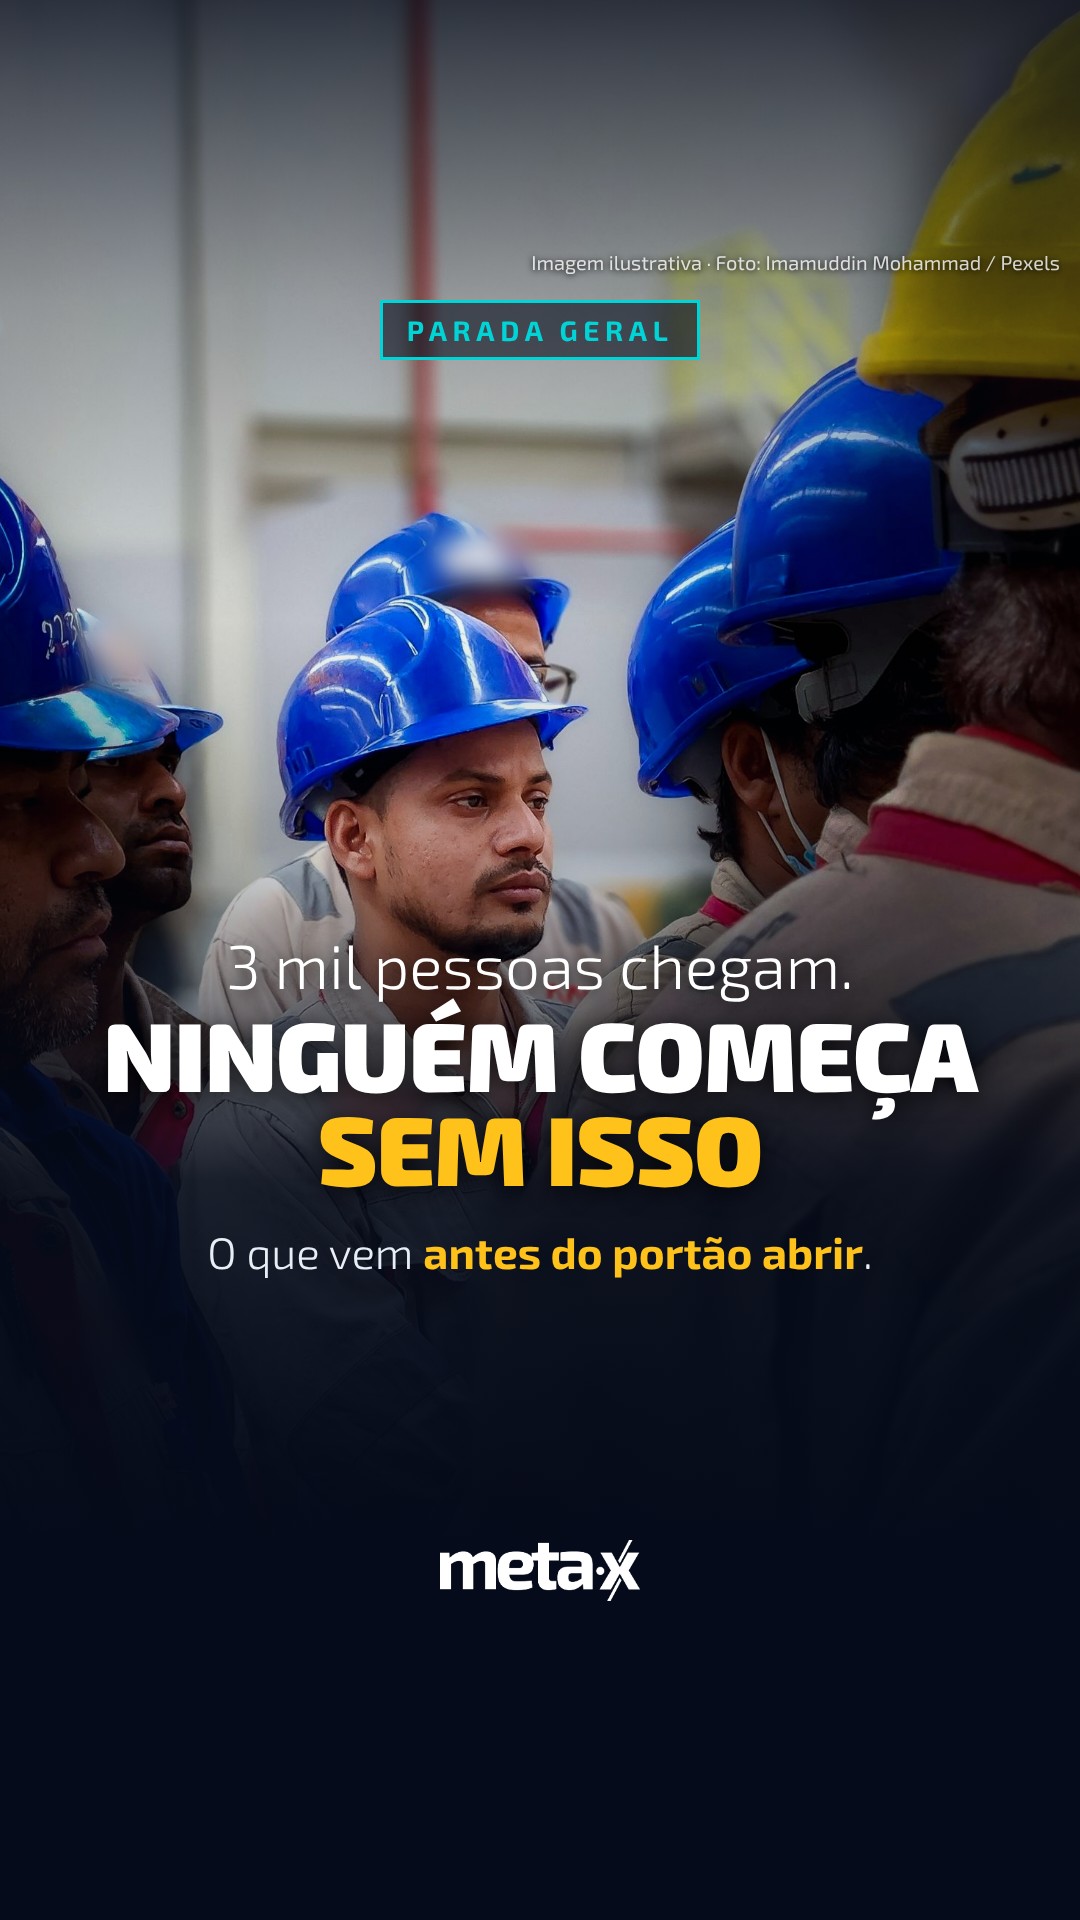 Imagem ilustrativa · Foto: Imamuddin Mohammad / Pexels
PARADA GERAL
3 mil pessoas chegam.
NINGUÉM COMEÇA
SEM ISSO
O que vem antes do portão abrir.
meta·x